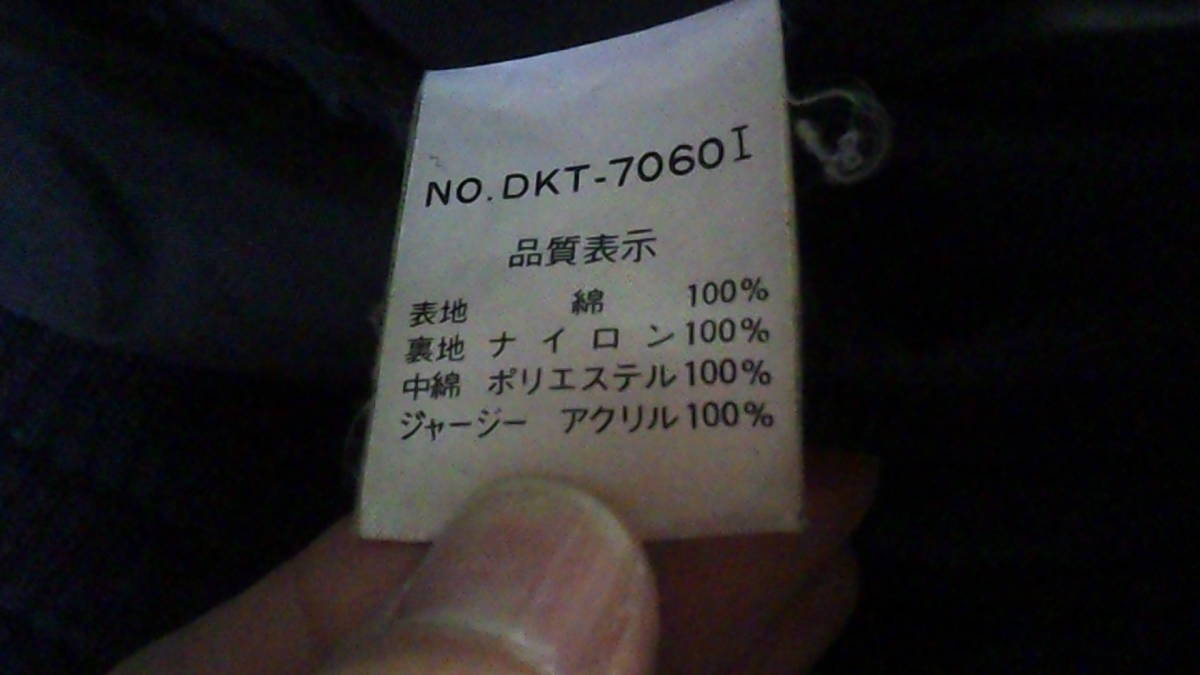 NO.DKT-7060I
品質表示
表地 綿 100%
裏地 ナイロン 100%
中綿 ポリエステル 100%
ジャージー アクリル 100%